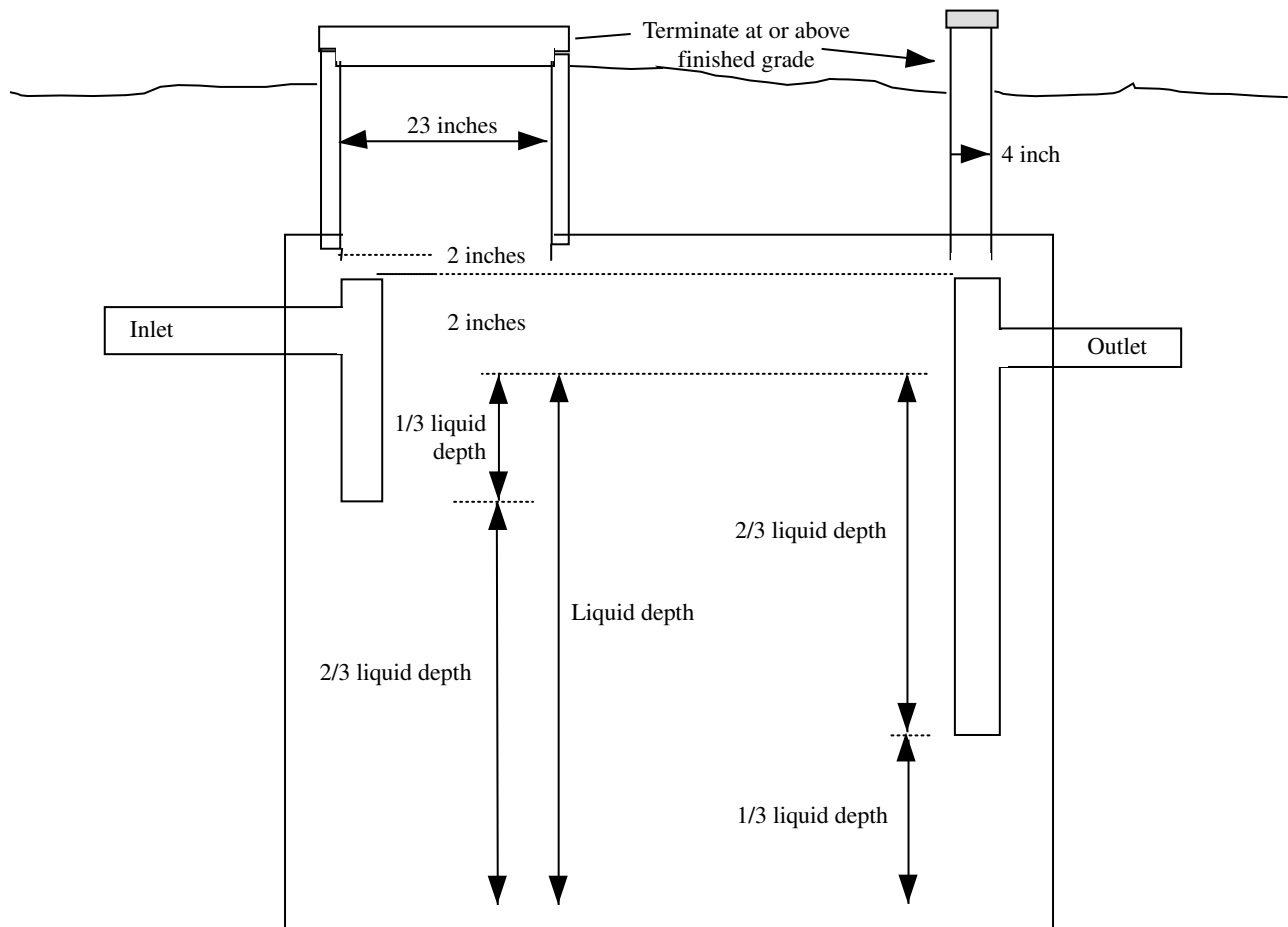 Terminate at or above
finished grade
23 inches
4 inch
2 inches
2 inches
Inlet
Outlet
1/3 liquid
depth
2/3 liquid depth
Liquid depth
2/3 liquid depth
1/3 liquid depth